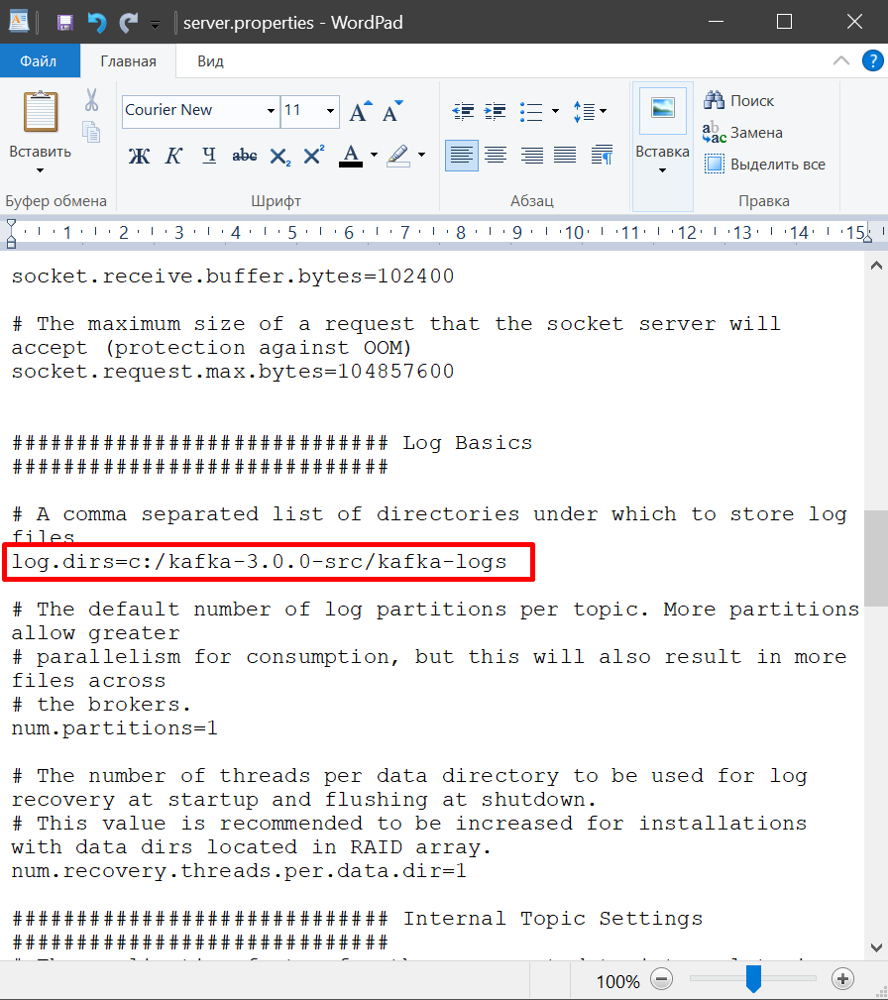 server.properties - WordPad
Файл Главная Вид
Вставить
Буфер обмена
Courier New 11
Ж К Ч abc X₂ X² A
Шрифт
Абзац
Вставка
Поиск
Замена
Выделить все
Правка
1 2 3 4 5 6 7 8 9 10 11 12 13 14 15
socket.receive.buffer.bytes=102400
# The maximum size of a request that the socket server will
accept (protection against OOM)
socket.request.max.bytes=104857600
############################# Log Basics
#############################
# A comma separated list of directories under which to store log
files
log.dirs=c:/kafka-3.0.0-src/kafka-logs
# The default number of log partitions per topic. More partitions
allow greater
# parallelism for consumption, but this will also result in more
files across
# the brokers.
num.partitions=1
# The number of threads per data directory to be used for log
recovery at startup and flushing at shutdown.
# This value is recommended to be increased for installations
with data dirs located in RAID array.
num.recovery.threads.per.data.dir=1
############################# Internal Topic Settings
#############################
100%